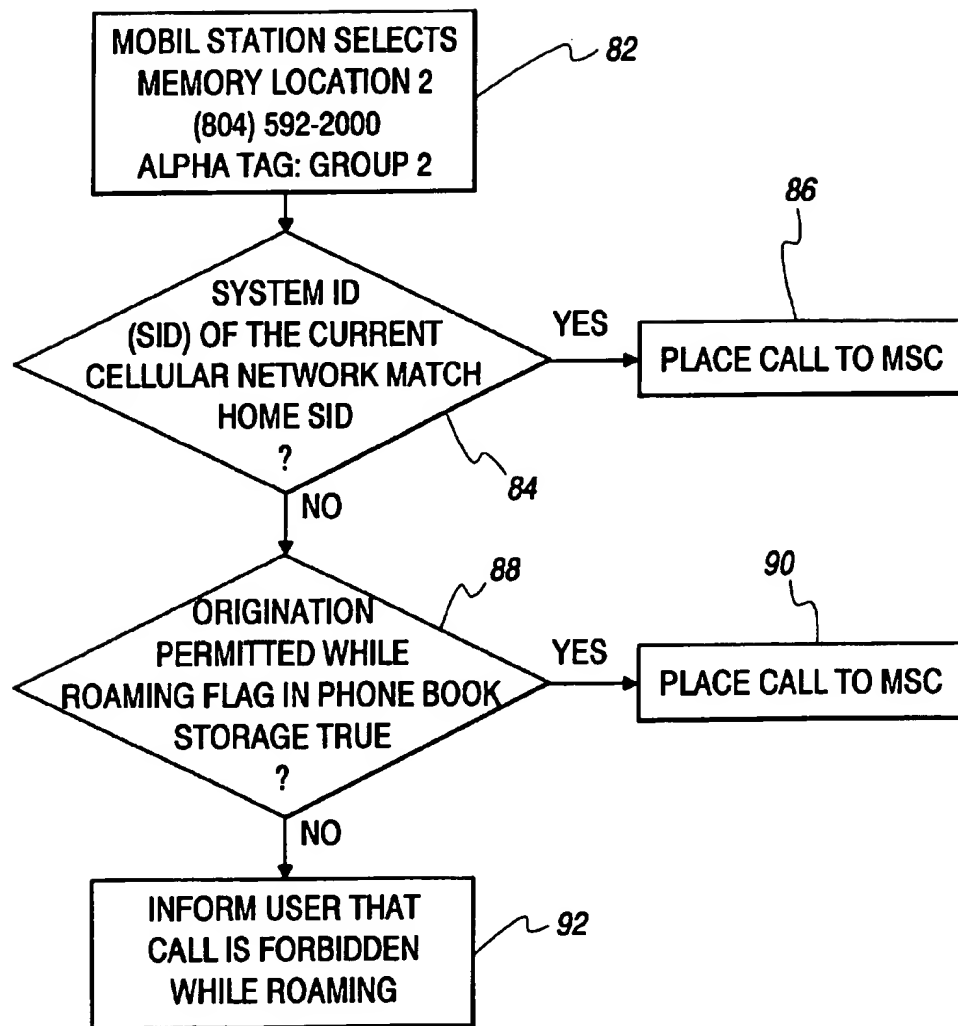 MOBIL STATION SELECTS
MEMORY LOCATION 2
(804) 592-2000
ALPHA TAG: GROUP 2
82
SYSTEM ID
(SID) OF THE CURRENT
CELLULAR NETWORK MATCH
HOME SID
?
84
YES
86
PLACE CALL TO MSC
NO
88
ORIGINATION
PERMITTED WHILE
ROAMING FLAG IN PHONE BOOK
STORAGE TRUE
?
YES
90
PLACE CALL TO MSC
NO
INFORM USER THAT
CALL IS FORBIDDEN
WHILE ROAMING
92